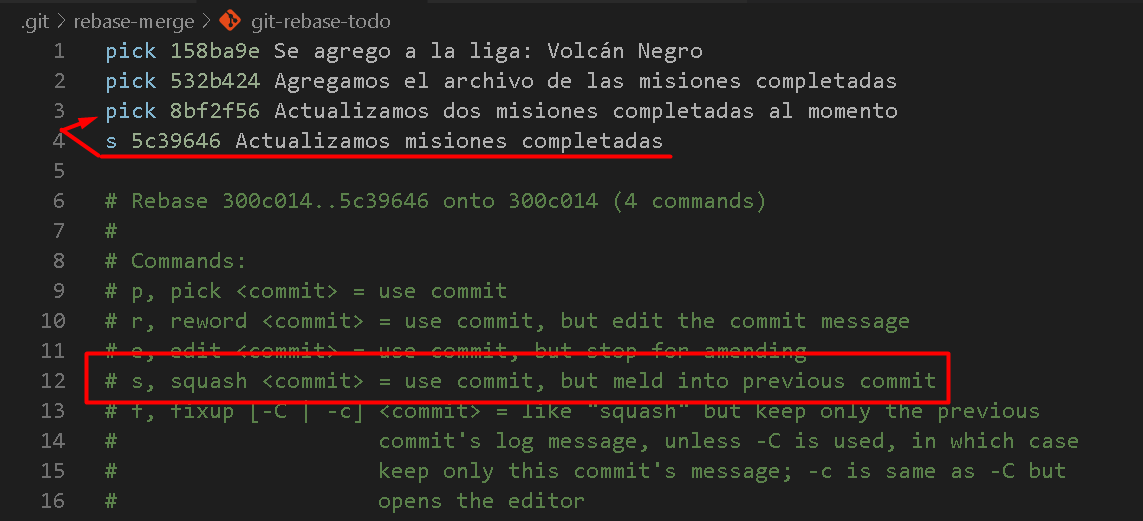 .git > rebase-merge > git-rebase-todo
1 pick 158ba9e Se agrego a la liga: Volcán Negro
2 pick 532b424 Agregamos el archivo de las misiones completadas
3 pick 8bf2f56 Actualizamos dos misiones completadas al momento
4 s 5c39646 Actualizamos misiones completadas
5
6 # Rebase 300c014..5c39646 onto 300c014 (4 commands)
7 #
8 # Commands:
9 # p, pick <commit> = use commit
10 # r, reword <commit> = use commit, but edit the commit message
11 # e, edit <commit> = use commit, but stop for amending
12 # s, squash <commit> = use commit, but meld into previous commit
13 # f, fixup [-C | -c] <commit> = like "squash" but keep only the previous
14 # commit's log message, unless -C is used, in which case
15 # keep only this commit's message; -c is same as -C but
16 # opens the editor